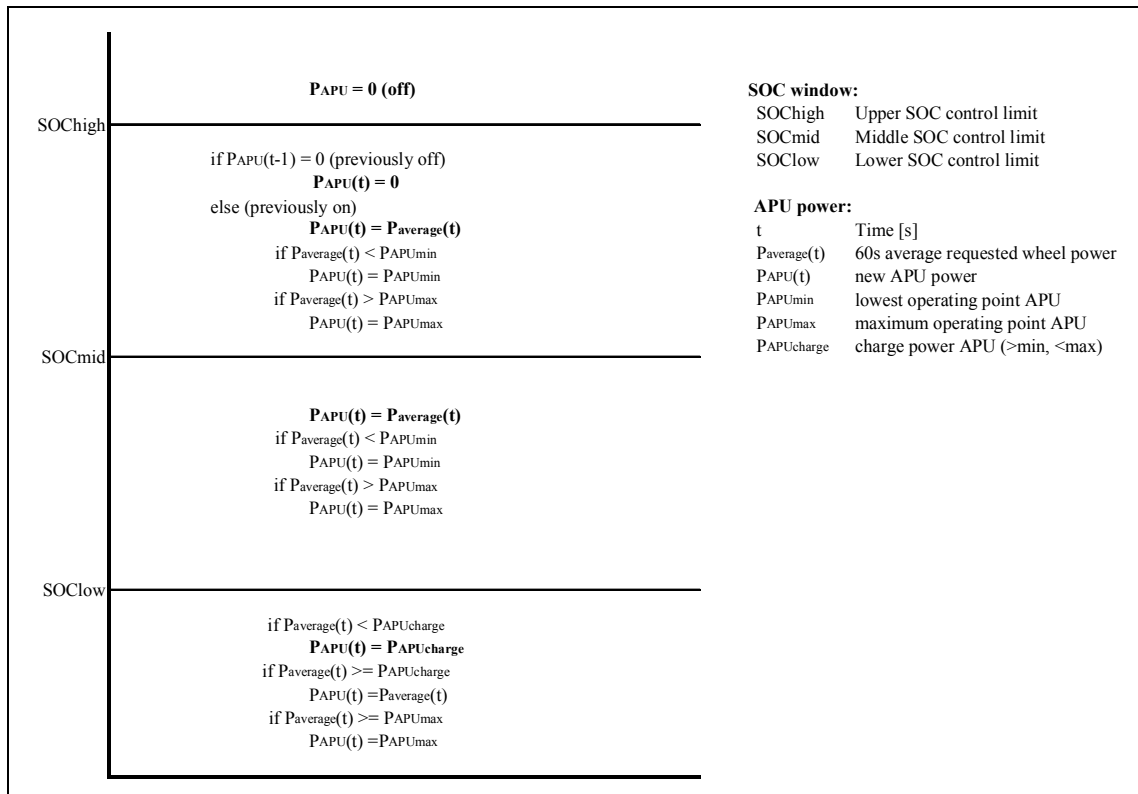 PAPU = 0 (off)
SOChigh
if PAPU(t-1) = 0 (previously off)
PAPU(t) = 0
else (previously on)
PAPU(t) = Paverage(t)
if Paverage(t) < PAPUmin
PAPU(t) = PAPUmin
if Paverage(t) > PAPUmax
PAPU(t) = PAPUmax
SOCmid
PAPU(t) = Paverage(t)
if Paverage(t) < PAPUmin
PAPU(t) = PAPUmin
if Paverage(t) > PAPUmax
PAPU(t) = PAPUmax
SOClow
if Paverage(t) < PAPUcharge
PAPU(t) = PAPUcharge
if Paverage(t) >= PAPUcharge
PAPU(t) =Paverage(t)
if Paverage(t) >= PAPUmax
PAPU(t) =PAPUmax
SOC window:
SOChigh Upper SOC control limit
SOCmid Middle SOC control limit
SOClow Lower SOC control limit
APU power:
t Time [s]
Paverage(t) 60s average requested wheel power
PAPU(t) new APU power
PAPUmin lowest operating point APU
PAPUmax maximum operating point APU
PAPUcharge charge power APU (>min, <max)